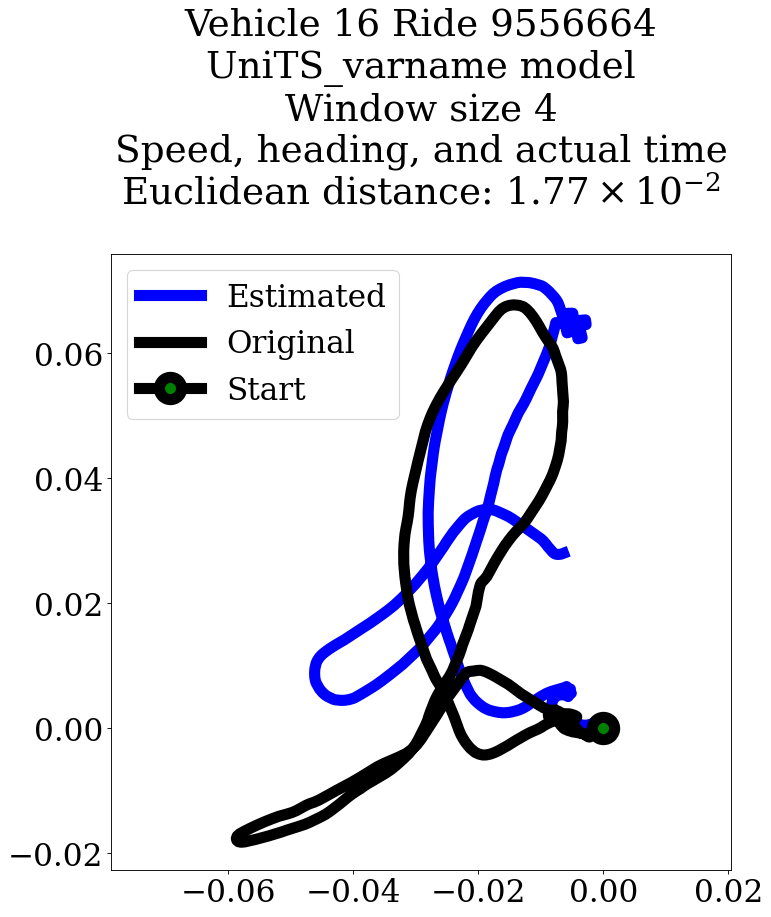 Vehicle 16 Ride 9556664
UniTS_varname model
Window size 4
Speed, heading, and actual time
Euclidean distance: 1.77 × 10⁻²
Estimated
Original
Start
0.06
0.04
0.02
0.00
−0.02
−0.06 −0.04 −0.02 0.00 0.02